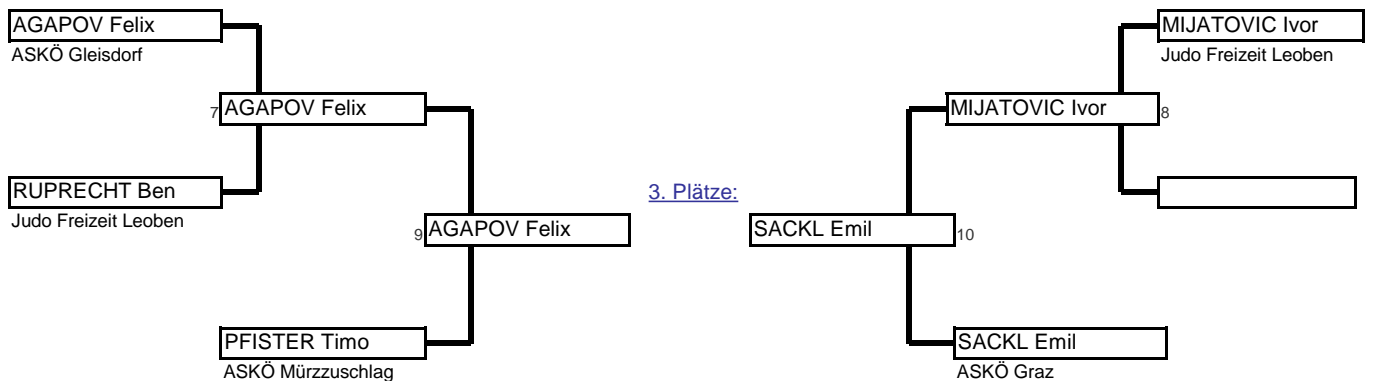 AGAPOV Felix
ASKÖ Gleisdorf
7 AGAPOV Felix
RUPRECHT Ben
Judo Freizeit Leoben
9 AGAPOV Felix
PFISTER Timo
ASKÖ Mürzzuschlag
3. Plätze:
MIJATOVIC Ivor
Judo Freizeit Leoben
MIJATOVIC Ivor 8
SACKL Emil 10
SACKL Emil
ASKÖ Graz